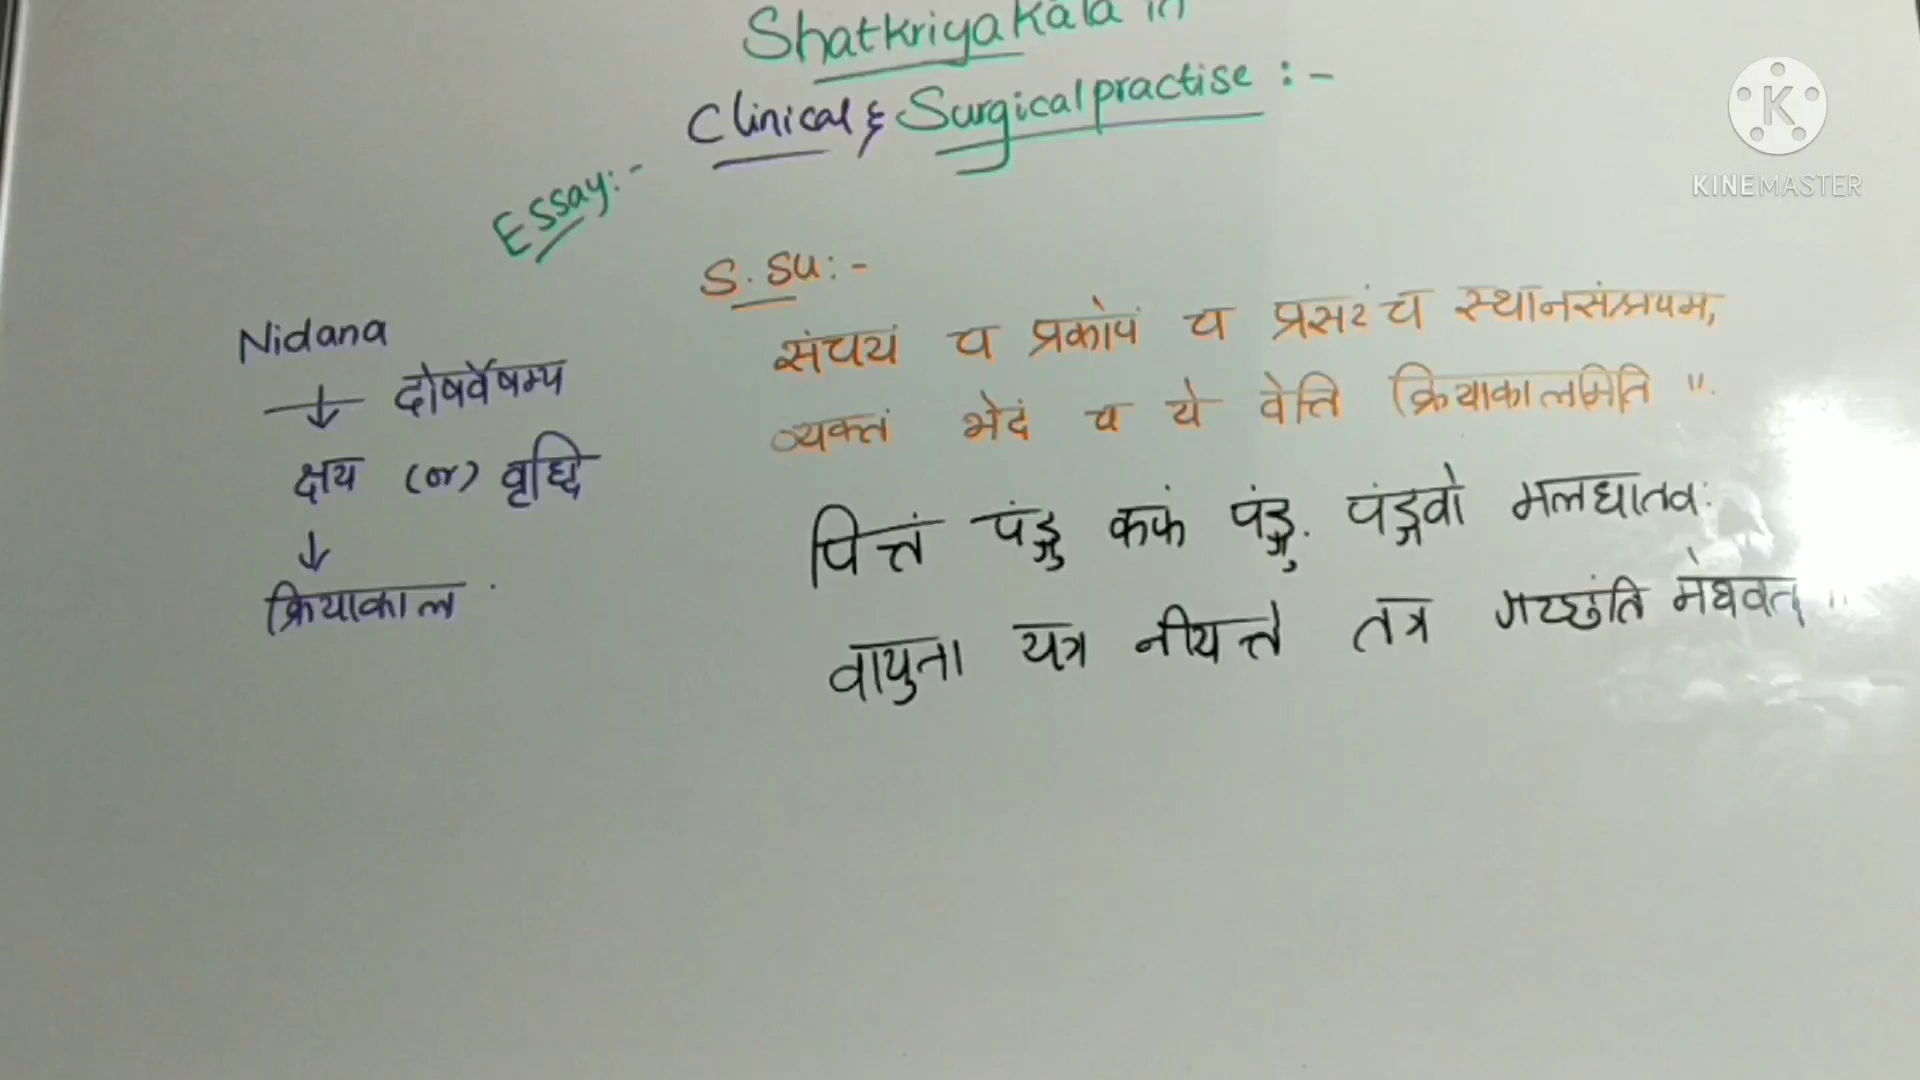 Shatkriyakala in
Clinical & Surgical practise :-
Essay:-
S. Su:-
संचयं च प्रकोपं च प्रसरं च स्थानसंश्रयम,
व्यक्तं भेदं च ये वेत्ति क्रियाकालमिति "
पित्तं पंङ्गु कफं पंङ्गु. पंङ्गवो मलधातवः
वायुना यत्र नीयत्ते तत्र गच्छंति मेघवत् "
Nidana
↓ दोषवैषम्य
क्षय (or) वृध्दि
↓
क्रियाकाल .
K
KINEMASTER